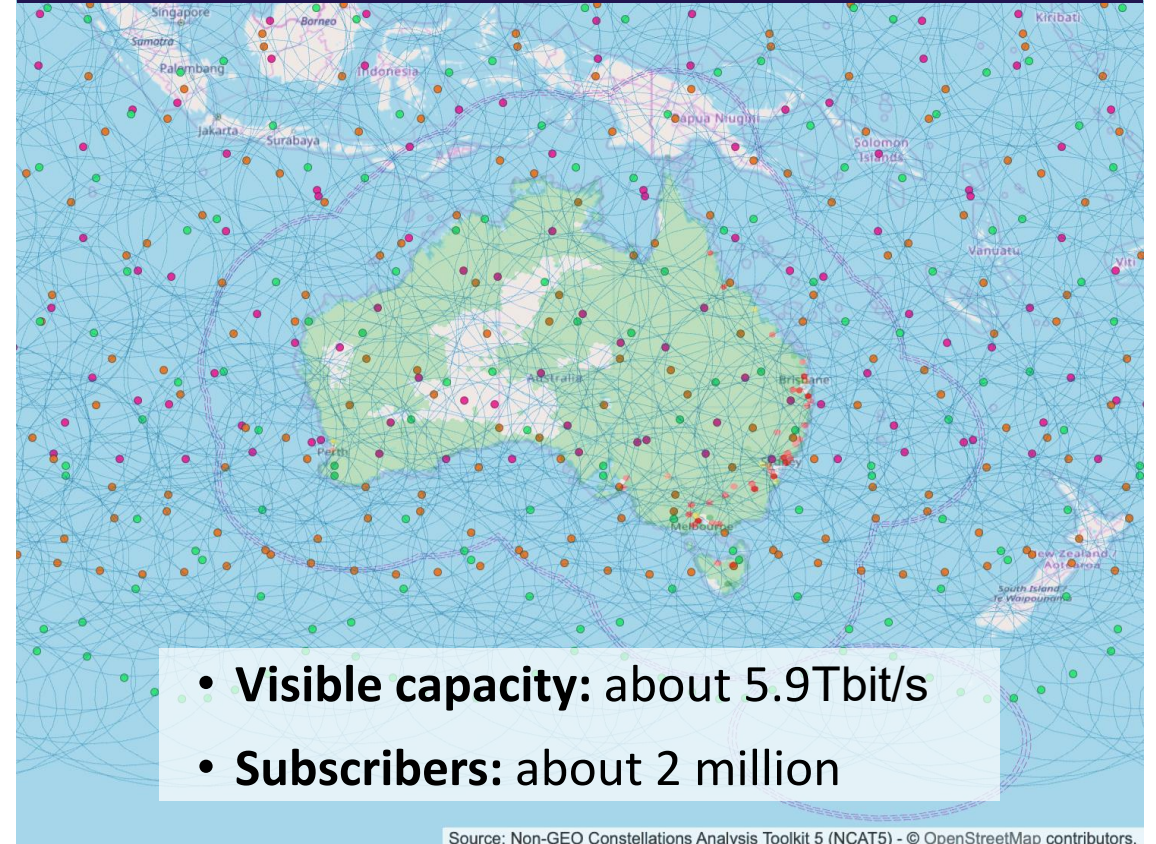 Singapore
Borneo
Kiribati
Sumatra
Palembang
Indonesia
Jakarta
Surabaya
Papua Niugini
Solomon
Islands
Vanuatu
Viti
Australia
Brisbane
Perth
Sydney
Melbourne
New Zealand /
Aotearoa
South Island /
Te Waipounamu
• Visible capacity: about 5.9Tbit/s
• Subscribers: about 2 million
Source: Non-GEO Constellations Analysis Toolkit 5 (NCAT5) - © OpenStreetMap contributors.